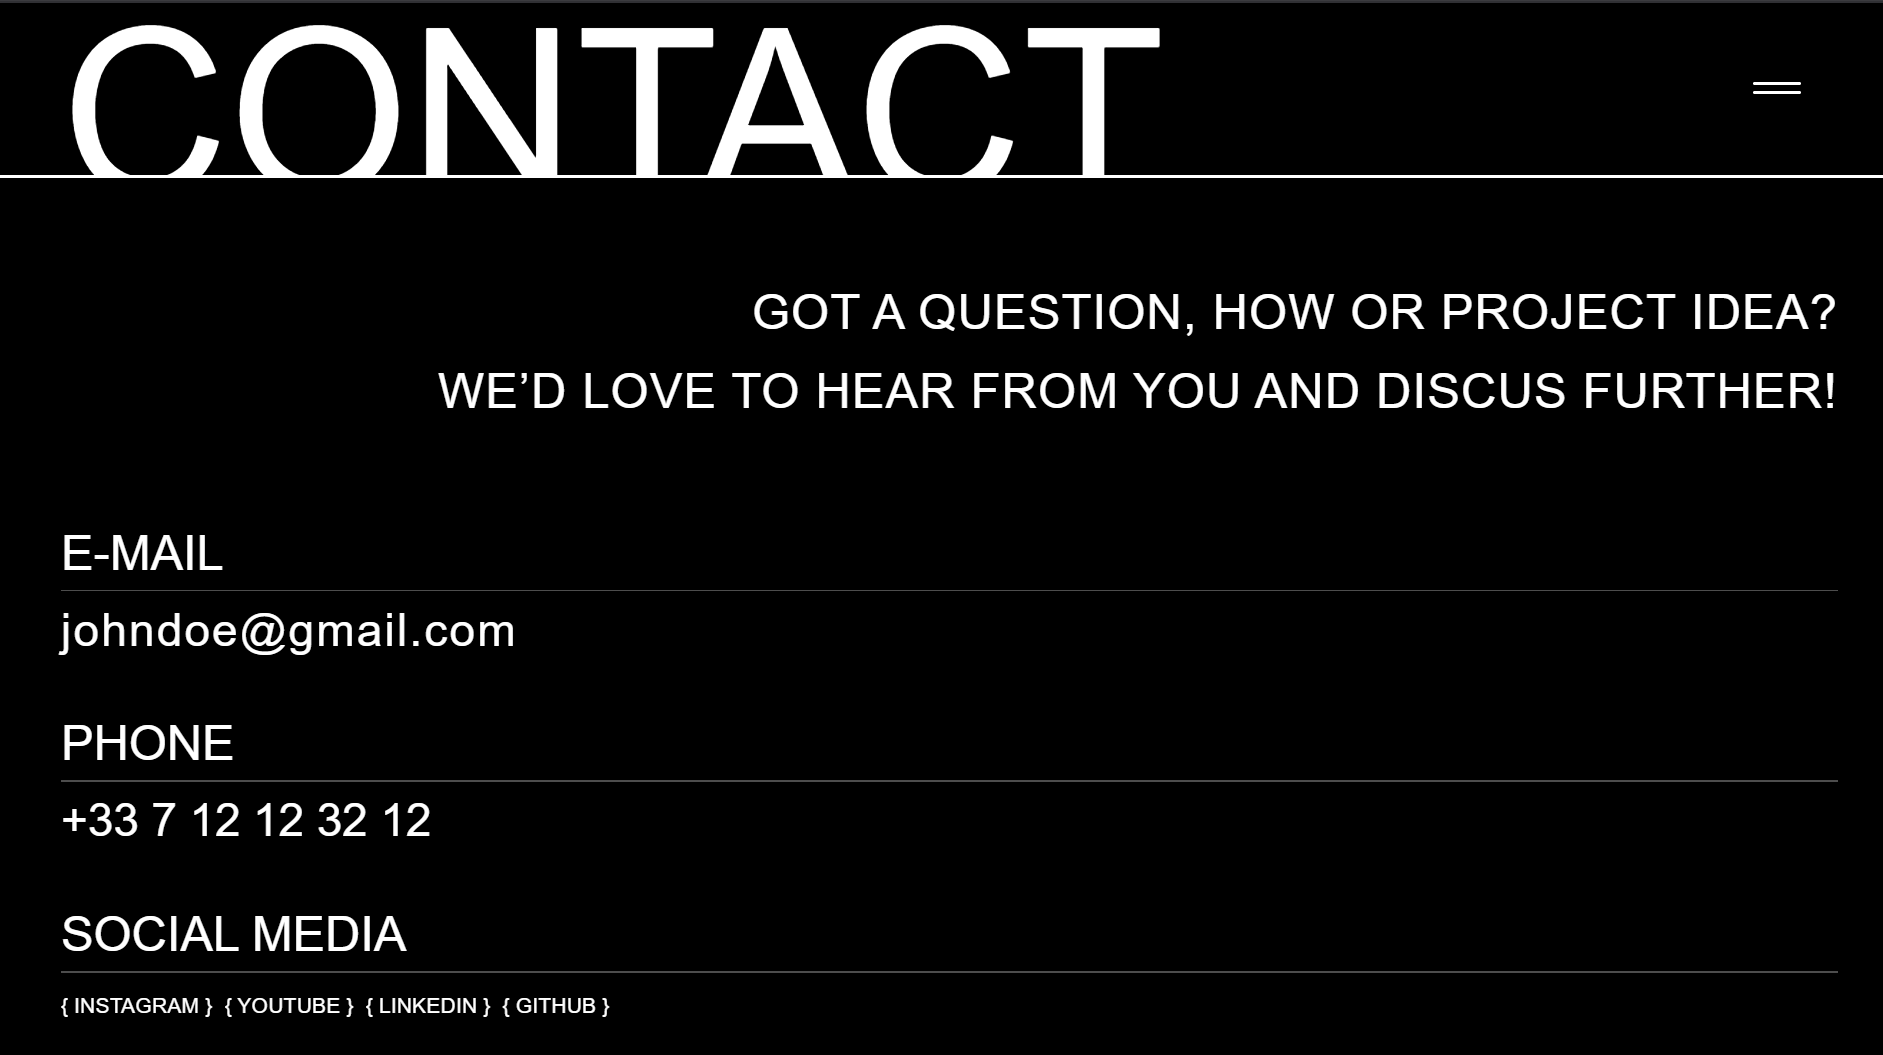 CONTACT
GOT A QUESTION, HOW OR PROJECT IDEA?
WE’D LOVE TO HEAR FROM YOU AND DISCUS FURTHER!
E-MAIL
johndoe@gmail.com
PHONE
+33 7 12 12 32 12
SOCIAL MEDIA
{ INSTAGRAM } { YOUTUBE } { LINKEDIN } { GITHUB }